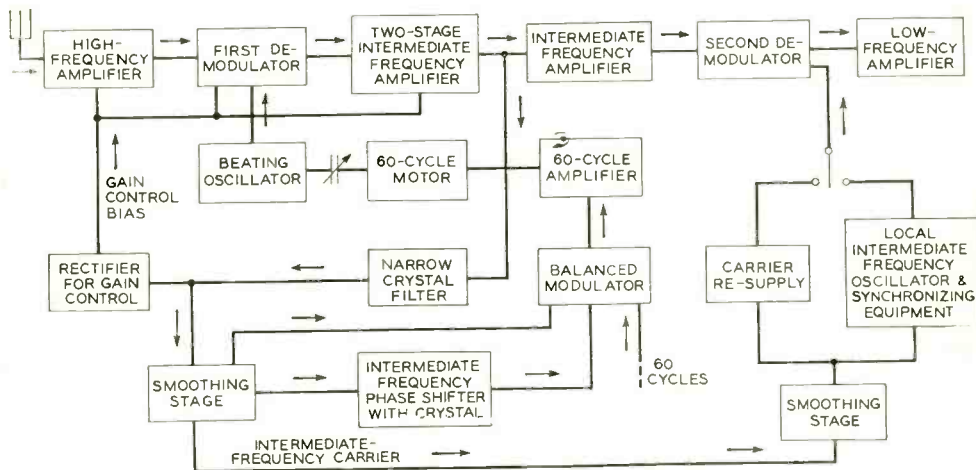 HIGH-
FREQUENCY
AMPLIFIER
FIRST DE-
MODULATOR
TWO-STAGE
INTERMEDIATE
FREQUENCY
AMPLIFIER
INTERMEDIATE
FREQUENCY
AMPLIFIER
SECOND DE-
MODULATOR
LOW-
FREQUENCY
AMPLIFIER
GAIN
CONTROL
BIAS
BEATING
OSCILLATOR
60-CYCLE
MOTOR
60-CYCLE
AMPLIFIER
RECTIFIER
FOR GAIN
CONTROL
NARROW
CRYSTAL
FILTER
BALANCED
MODULATOR
CARRIER
RE-SUPPLY
LOCAL
INTERMEDIATE
FREQUENCY
OSCILLATOR &
SYNCHRONIZING
EQUIPMENT
60
CYCLES
SMOOTHING
STAGE
INTERMEDIATE
FREQUENCY
PHASE SHIFTER
WITH CRYSTAL
SMOOTHING
STAGE
INTERMEDIATE-
FREQUENCY CARRIER